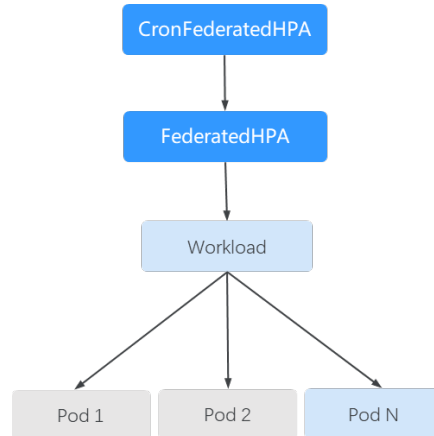 CronFederatedHPA
FederatedHPA
Workload
Pod 1
Pod 2
Pod N